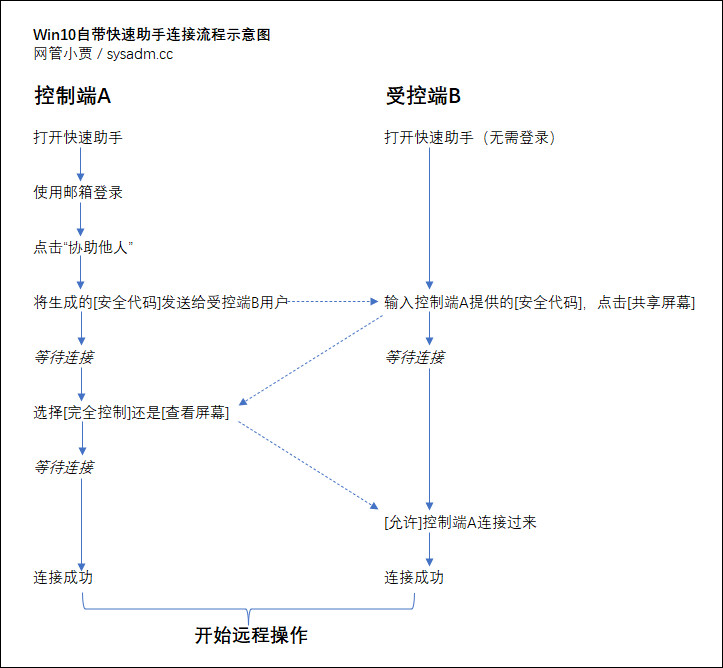 Win10自带快速助手连接流程示意图
网管小贾 / sysadm.cc
控制端A
受控端B
打开快速助手
打开快速助手（无需登录）
使用邮箱登录
点击“协助他人”
将生成的[安全代码]发送给受控端B用户
输入控制端A提供的[安全代码]，点击[共享屏幕]
等待连接
等待连接
选择[完全控制]还是[查看屏幕]
等待连接
[允许]控制端A连接过来
连接成功
连接成功
开始远程操作